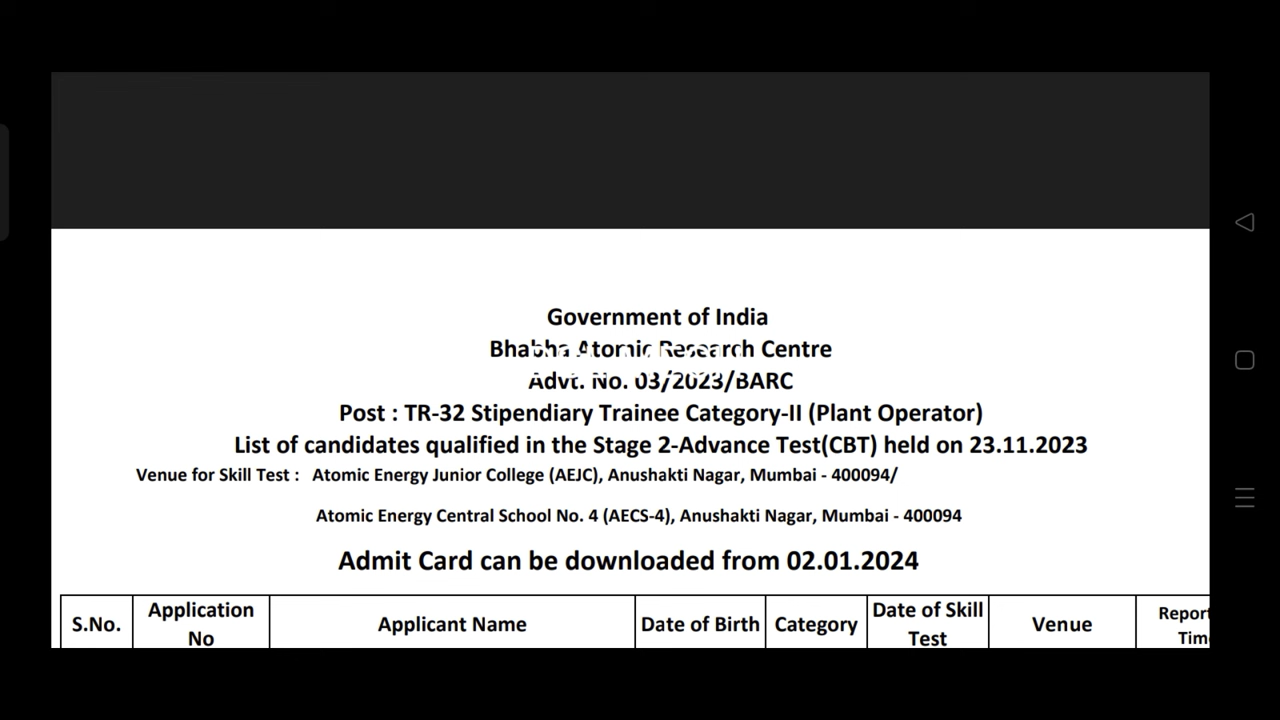 Government of India
Bhabha Atomic Research Centre
Advt. No. 03/2023/BARC
Post : TR-32 Stipendiary Trainee Category-II (Plant Operator)
List of candidates qualified in the Stage 2-Advance Test(CBT) held on 23.11.2023
Venue for Skill Test : Atomic Energy Junior College (AEJC), Anushakti Nagar, Mumbai - 400094/
Atomic Energy Central School No. 4 (AECS-4), Anushakti Nagar, Mumbai - 400094
Admit Card can be downloaded from 02.01.2024
S.No. Application No Applicant Name Date of Birth Category Date of Skill Test Venue Report Tim